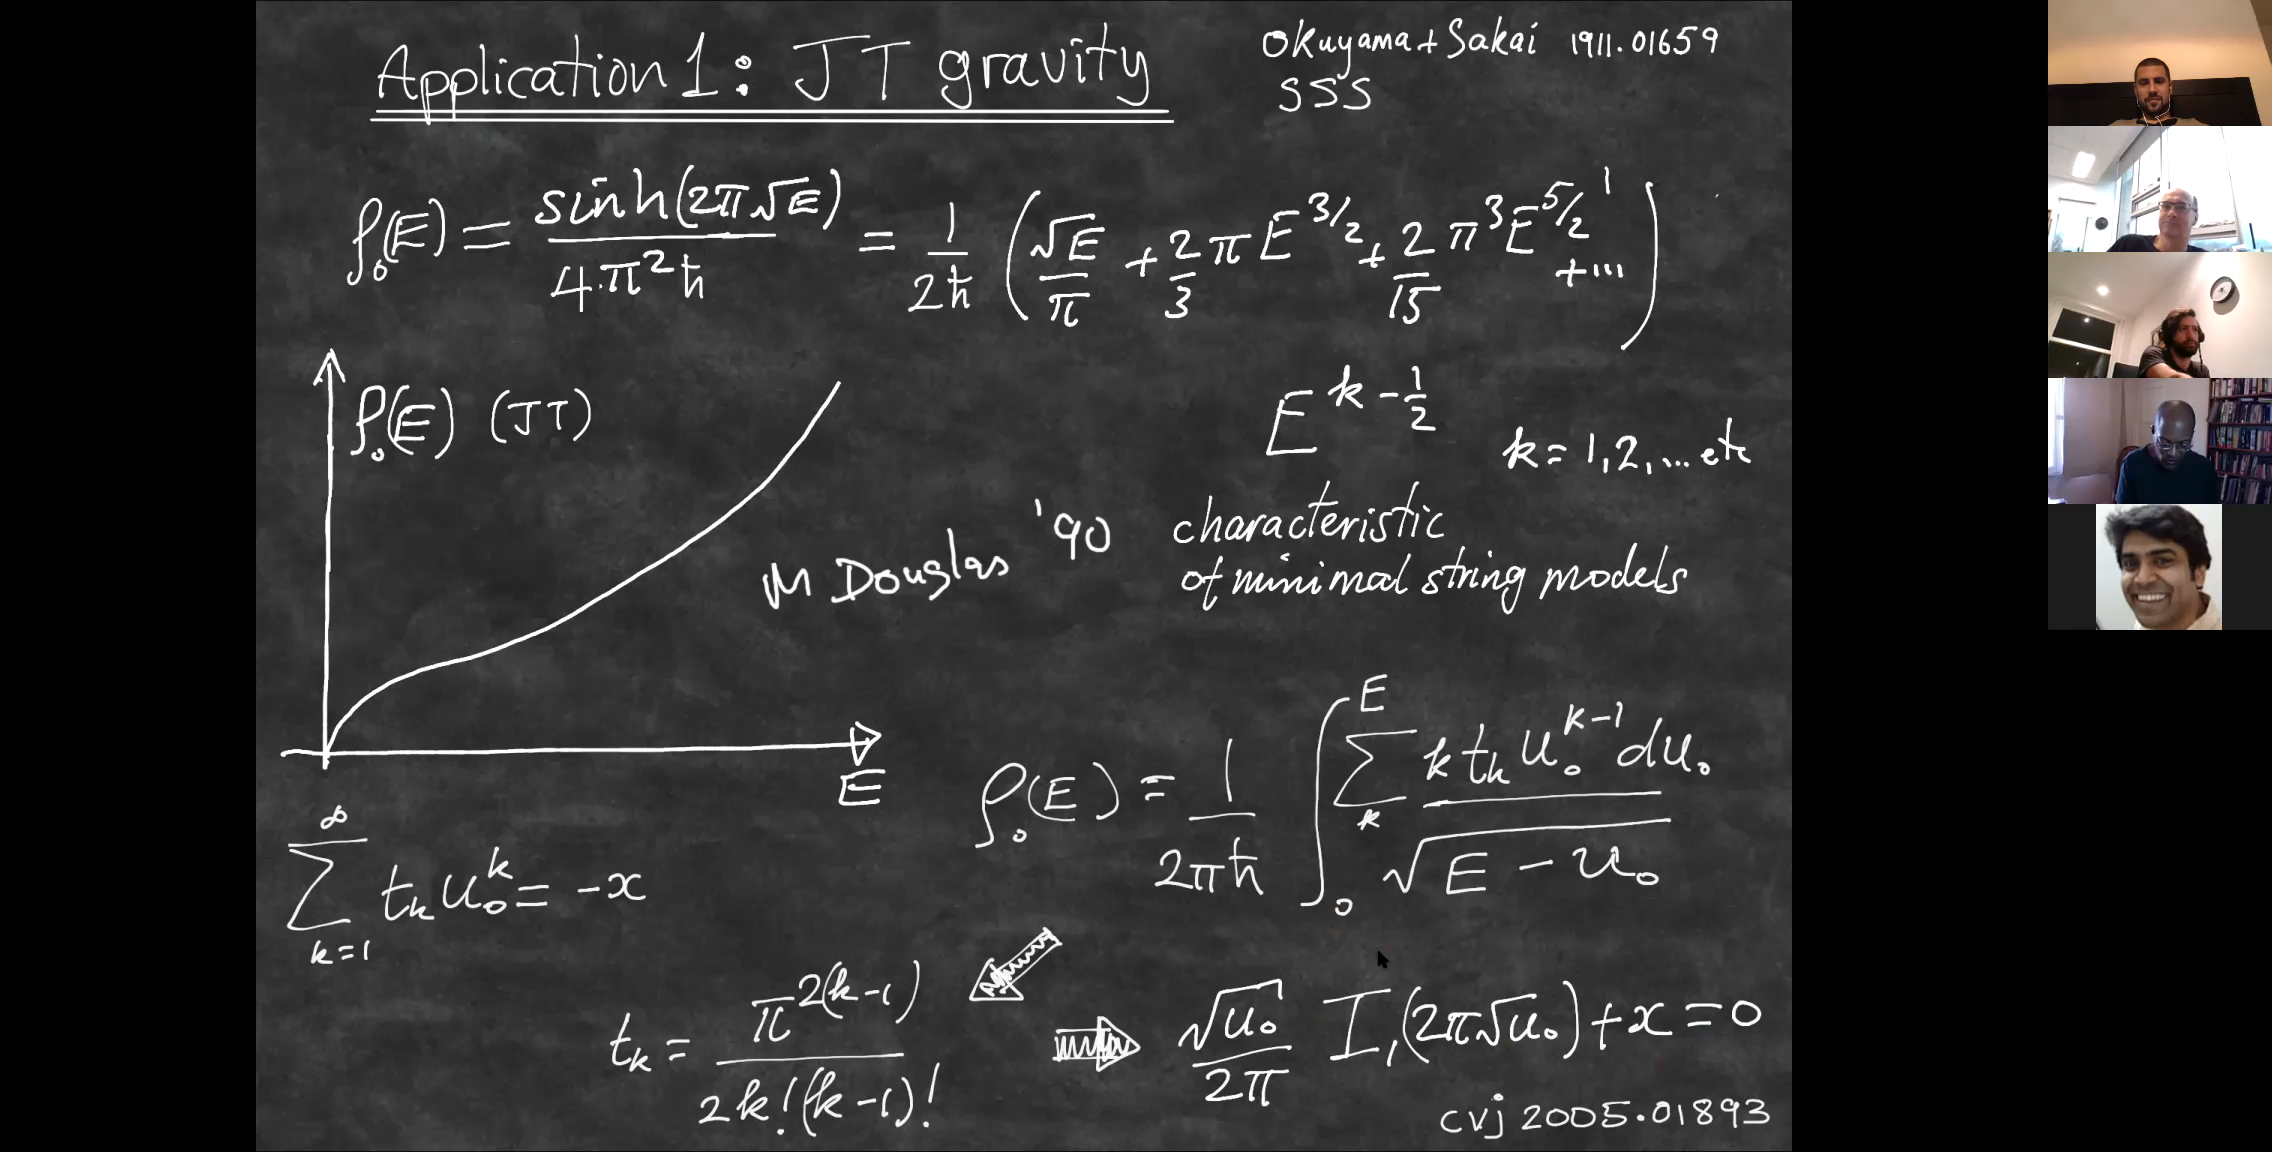 Application 1: JT gravity
Okuyama + Sakai 1911.01659
SSS
ρ₀(E) = sinh(2π√E) / 4π²ħ = 1/2ħ ( √E/π + 2/3 π E^{3/2} + 2/15 π³ E^{5/2} + ... )
ρ₀(E) (JT)
E^{k-1/2}
k = 1,2,... etc
M Douglas '90
characteristic
of minimal string models
E
ρ₀(E) = 1/2πħ ∫₀^E Σ_k k t_k u₀^{k-1} du₀ / √(E - u₀)
Σ_{k=1}^∞ t_k u₀^k = -x
t_k = π^{2(k-1)} / 2k!(k-1)!
√u₀/2π I₁(2π√u₀) + x = 0
cvj 2005.01893